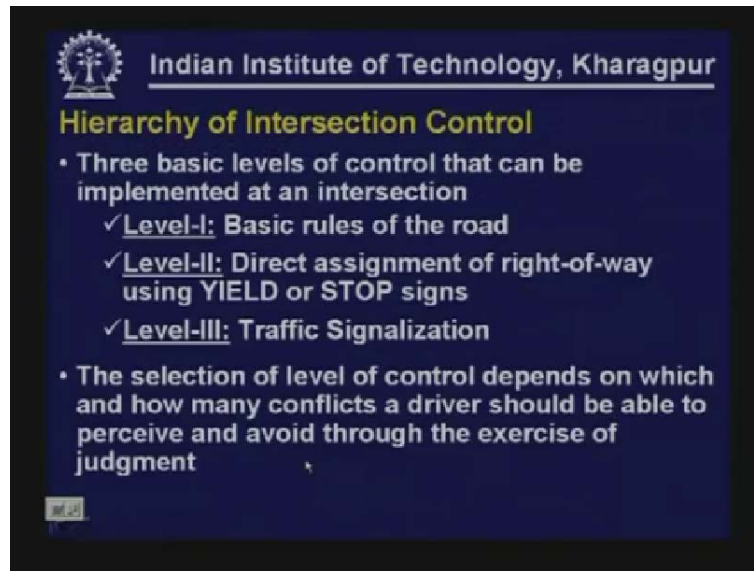 Indian Institute of Technology, Kharagpur
Hierarchy of Intersection Control
• Three basic levels of control that can be
implemented at an intersection
✓Level-I: Basic rules of the road
✓Level-II: Direct assignment of right-of-way
using YIELD or STOP signs
✓Level-III: Traffic Signalization
• The selection of level of control depends on which
and how many conflicts a driver should be able to
perceive and avoid through the exercise of
judgment